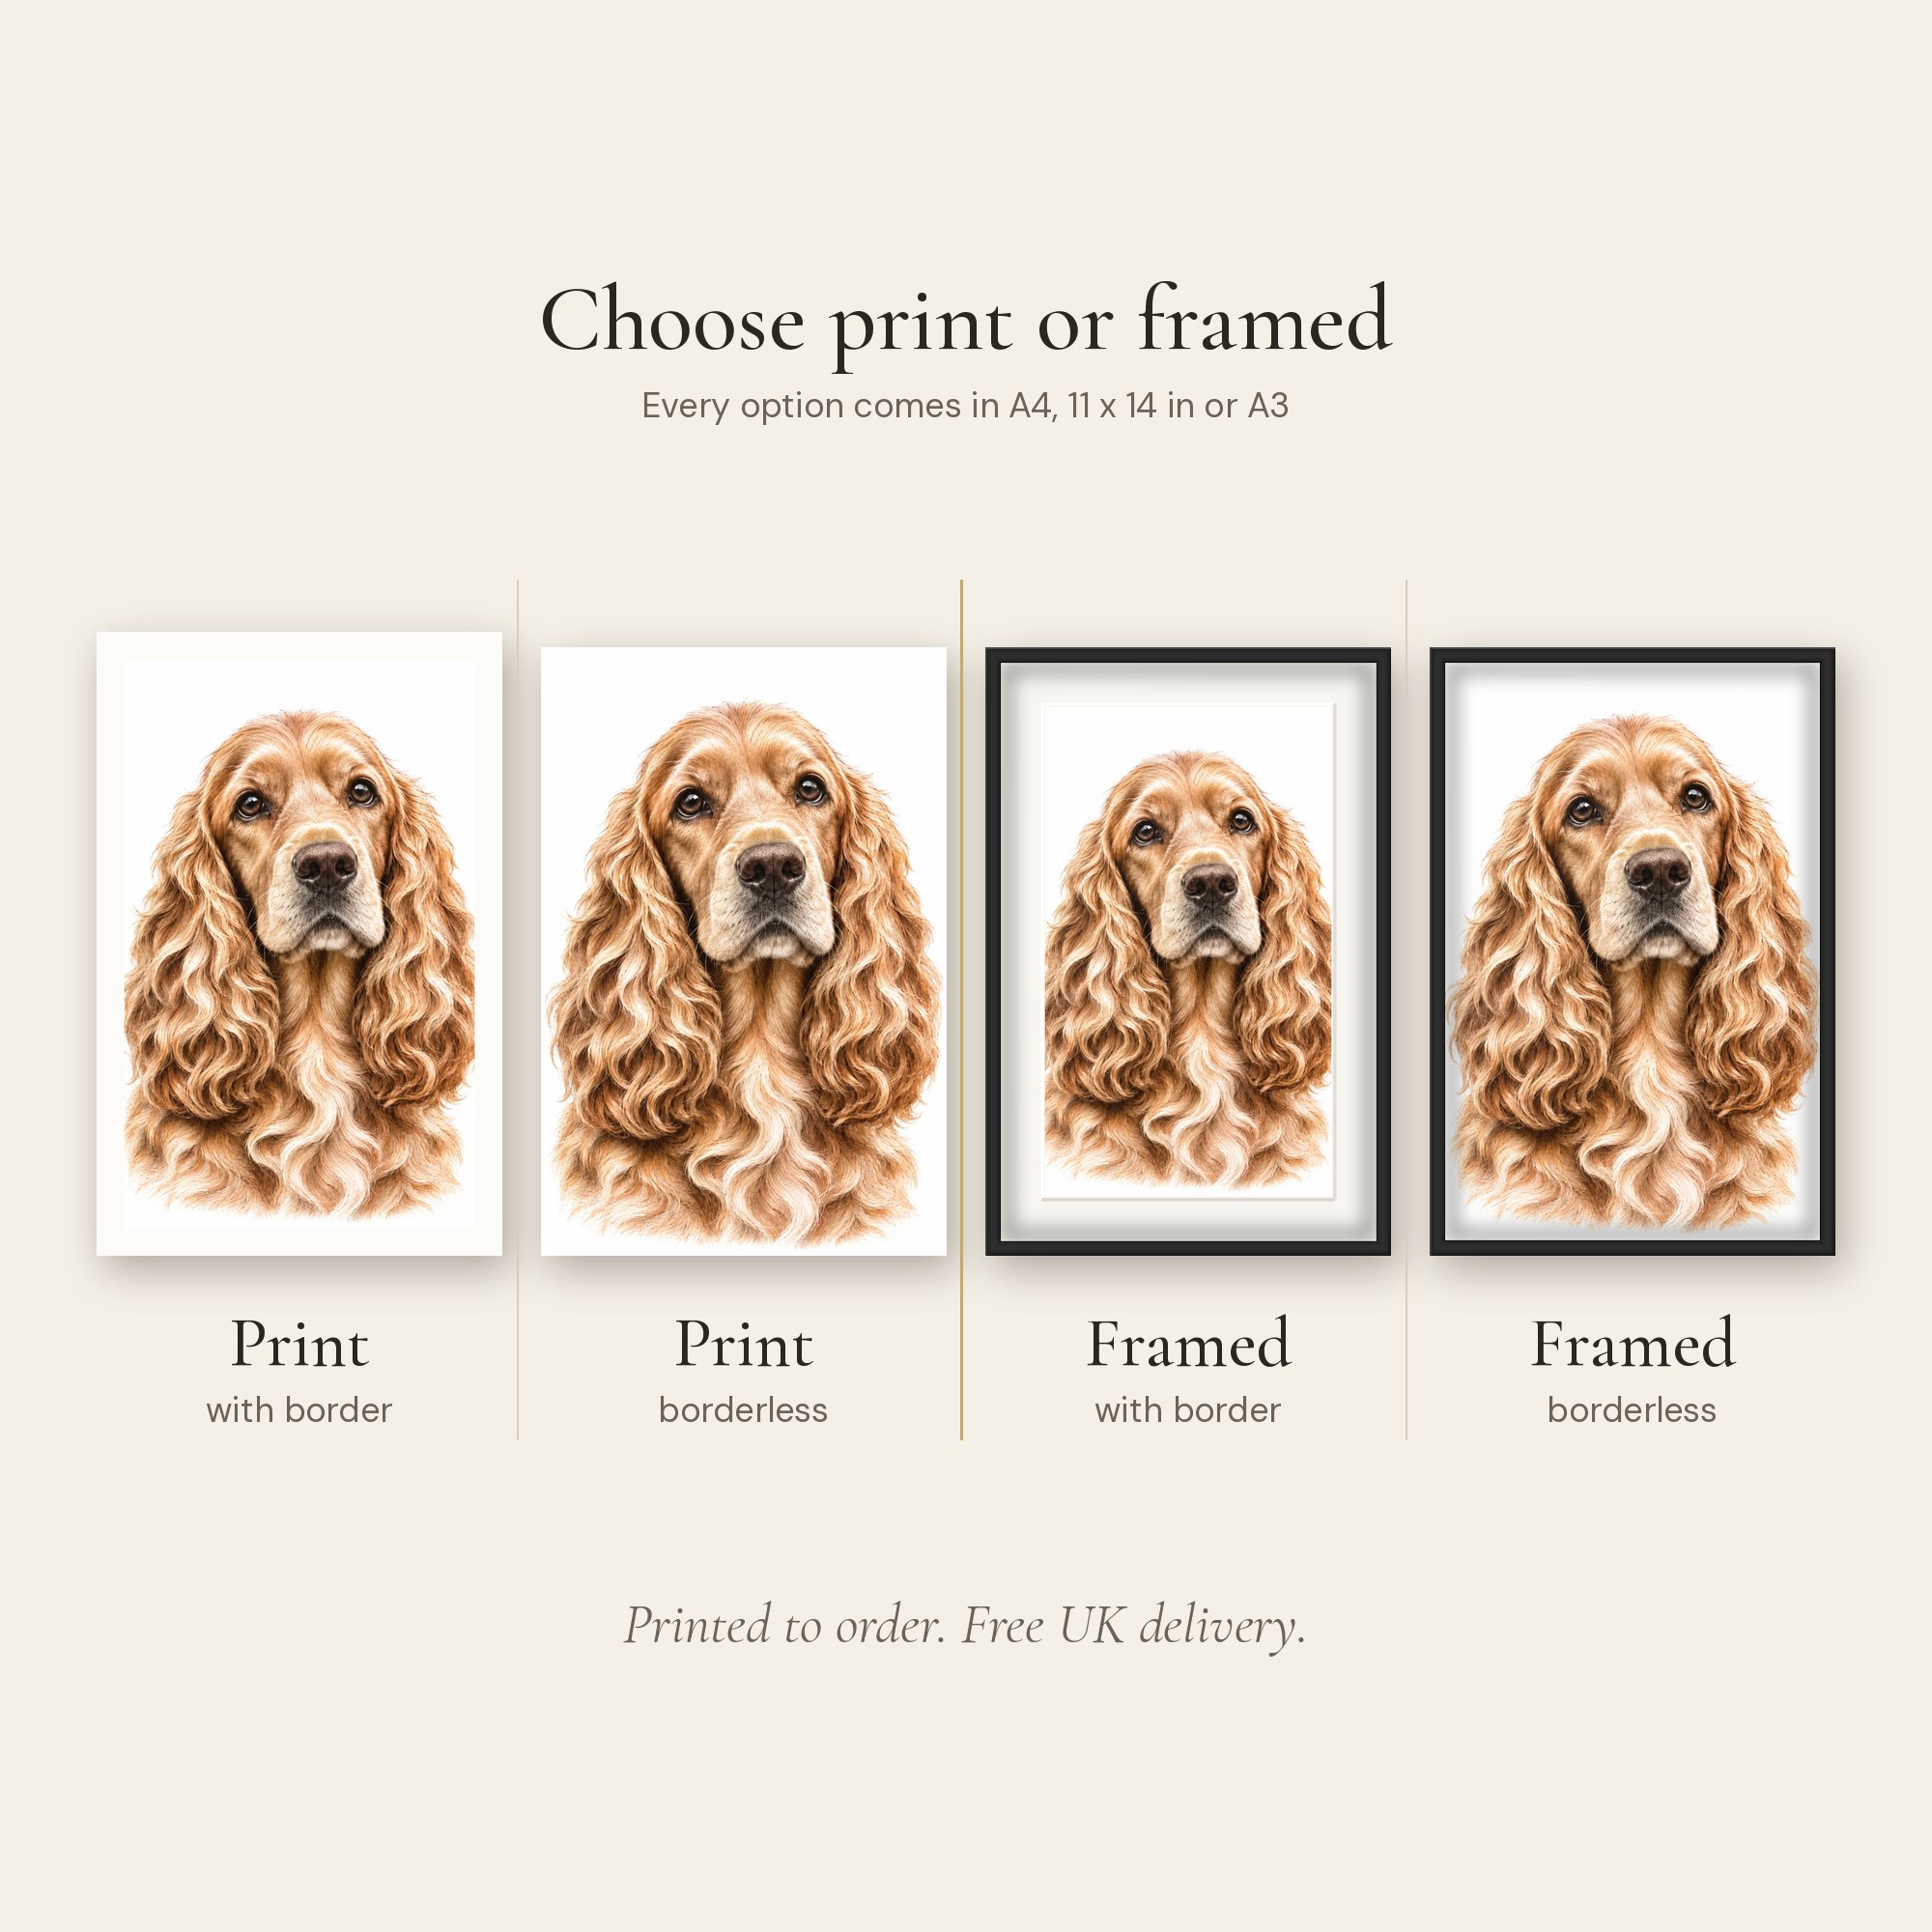 Choose print or framed
Every option comes in A4, 11 x 14 in or A3
Print
with border
Print
borderless
Framed
with border
Framed
borderless
Printed to order. Free UK delivery.